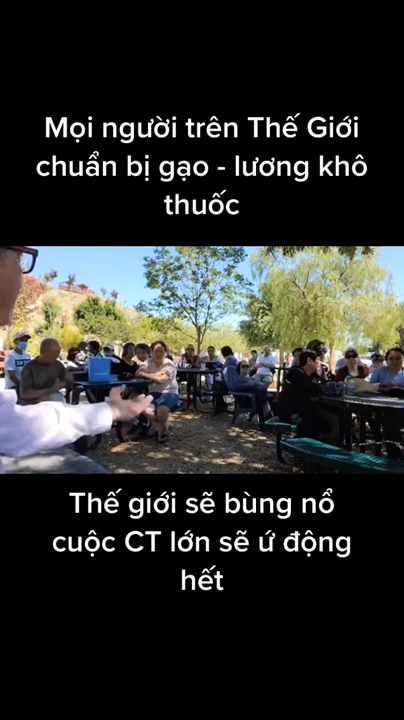 Mọi người trên Thế Giới
chuẩn bị gạo - lương khô
thuốc
Thế giới sẽ bùng nổ
cuộc CT lớn sẽ ứ động
hết